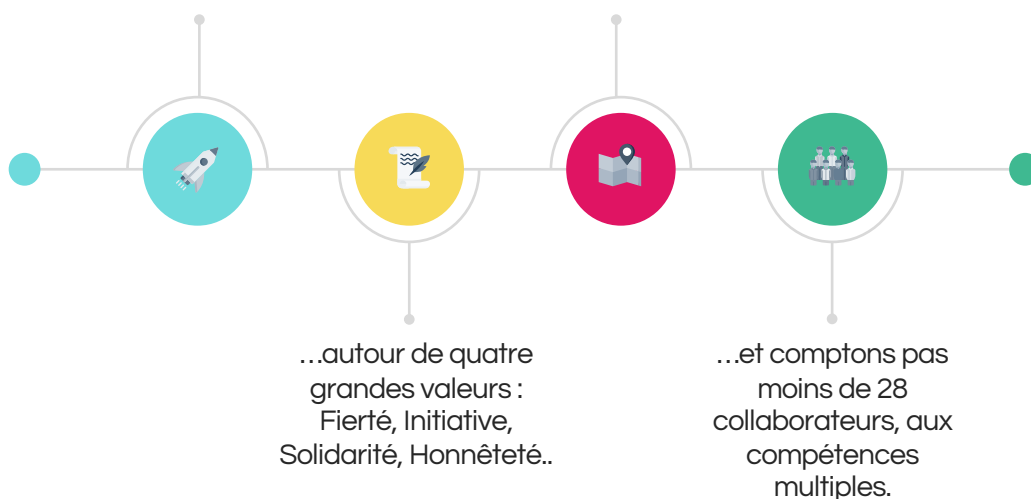 …autour de quatre
grandes valeurs :
Fierté, Initiative,
Solidarité, Honnêteté..
…et comptons pas
moins de 28
collaborateurs, aux
compétences
multiples.